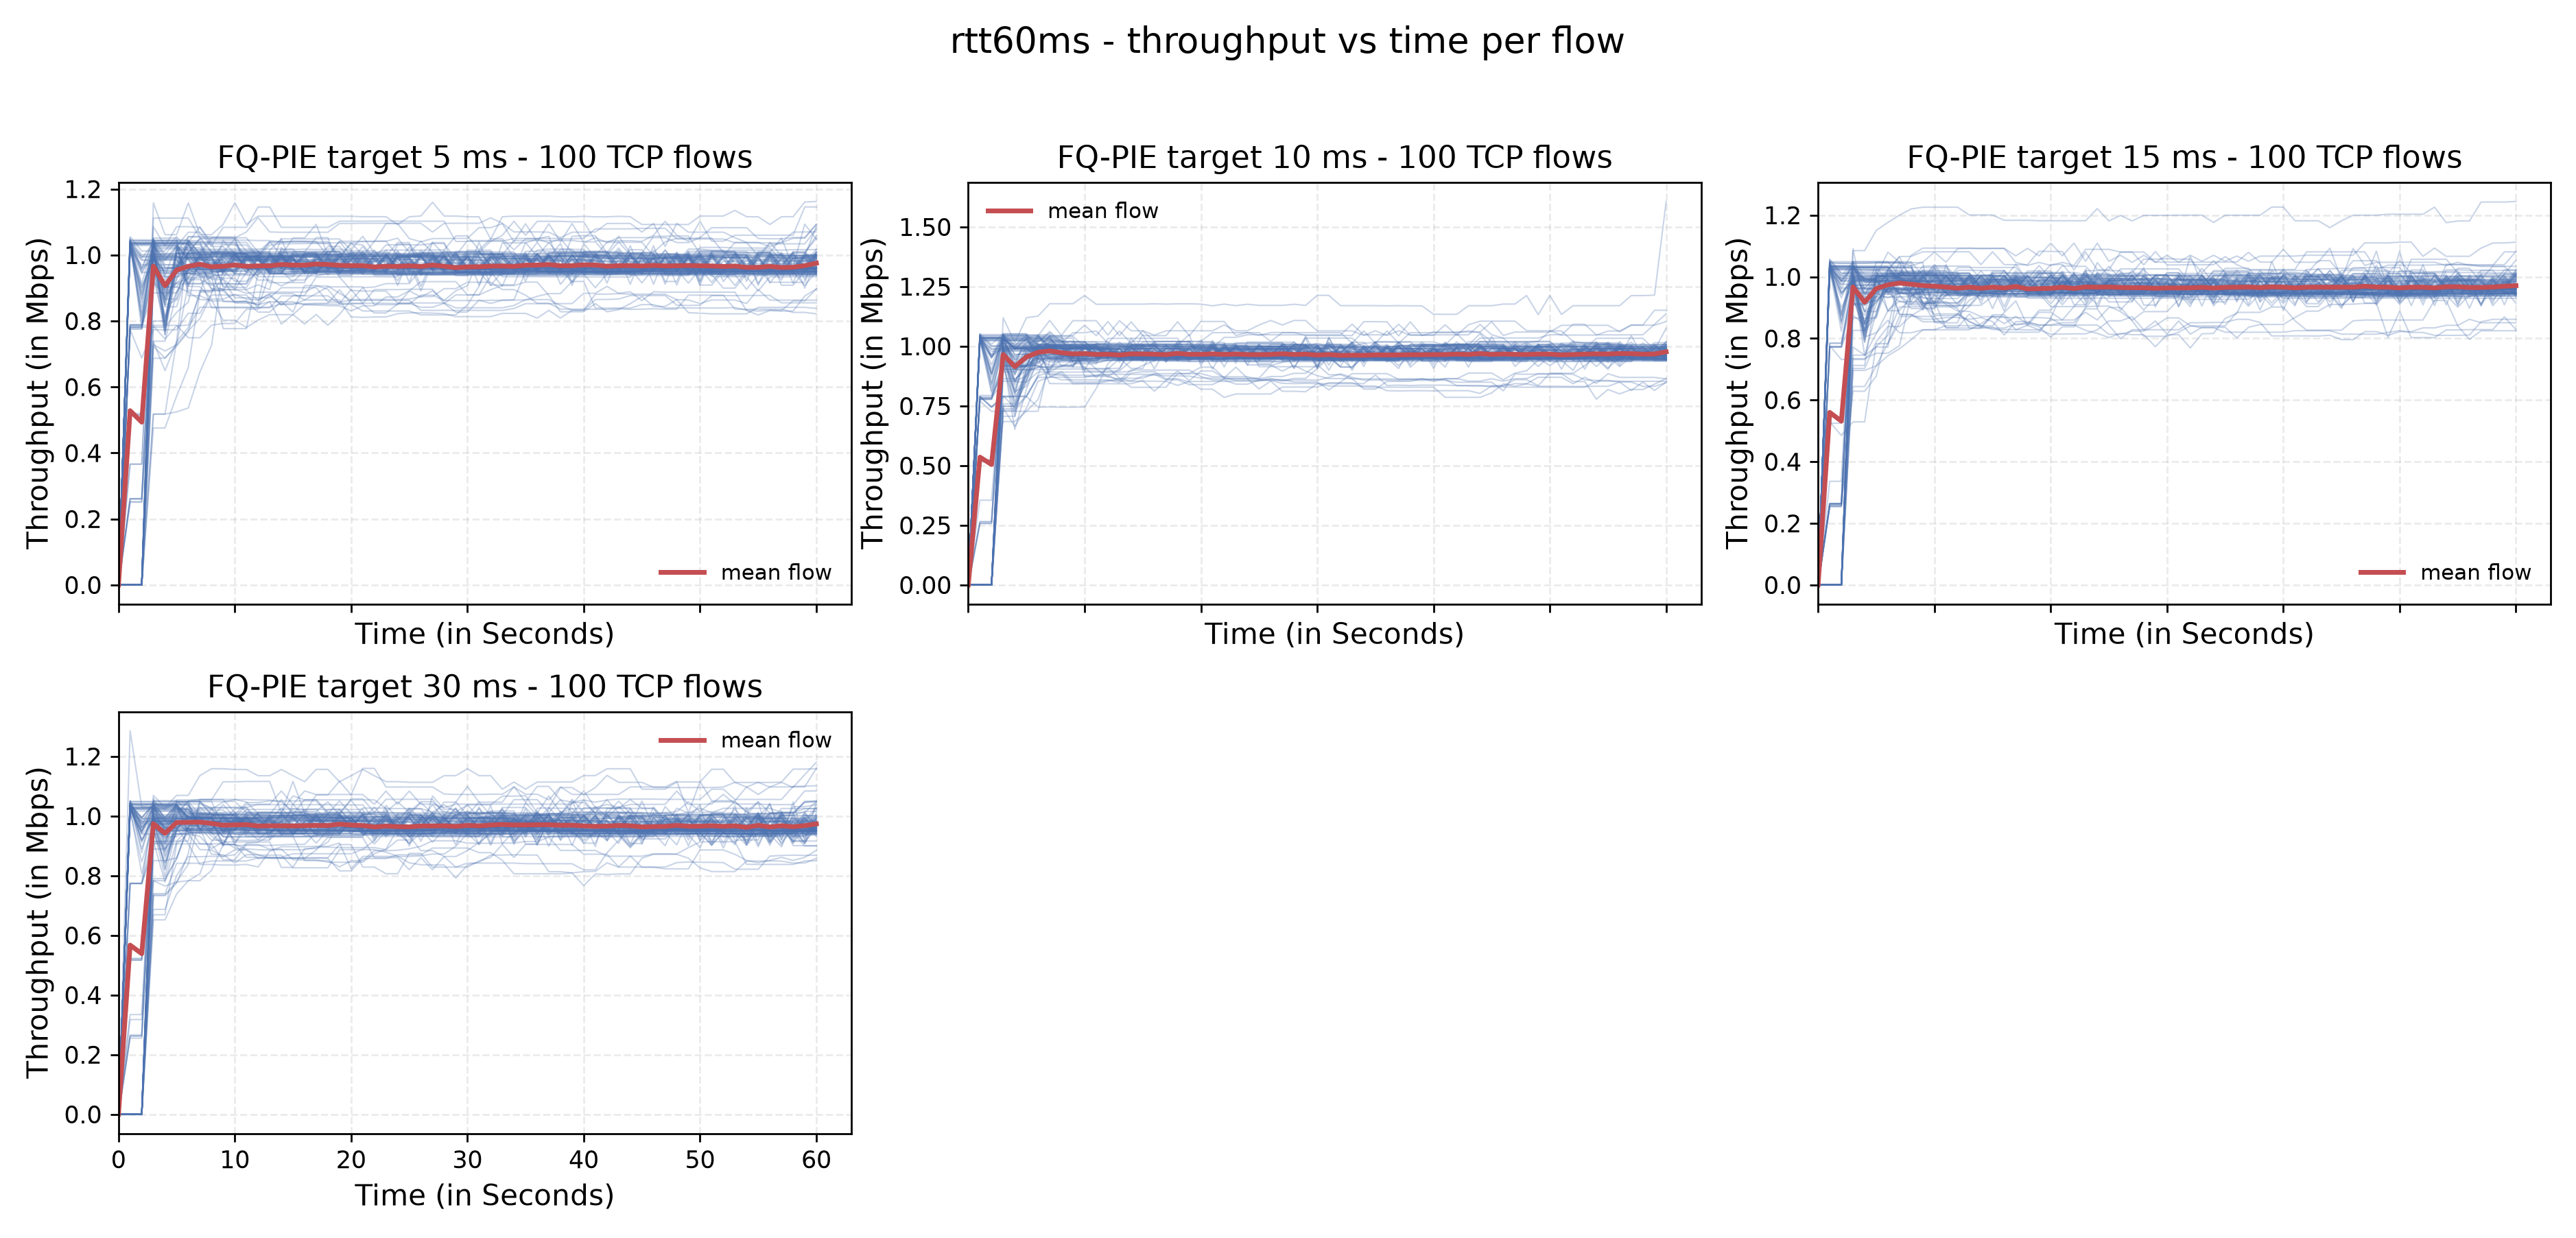 rtt60ms - throughput vs time per flow
FQ-PIE target 5 ms - 100 TCP flows
Throughput (in Mbps)
1.2
1.0
0.8
0.6
0.4
0.2
0.0
mean flow
Time (in Seconds)
FQ-PIE target 10 ms - 100 TCP flows
Throughput (in Mbps)
1.50
1.25
1.00
0.75
0.50
0.25
0.00
mean flow
Time (in Seconds)
FQ-PIE target 15 ms - 100 TCP flows
Throughput (in Mbps)
1.2
1.0
0.8
0.6
0.4
0.2
0.0
mean flow
Time (in Seconds)
FQ-PIE target 30 ms - 100 TCP flows
Throughput (in Mbps)
1.2
1.0
0.8
0.6
0.4
0.2
0.0
mean flow
0 10 20 30 40 50 60
Time (in Seconds)